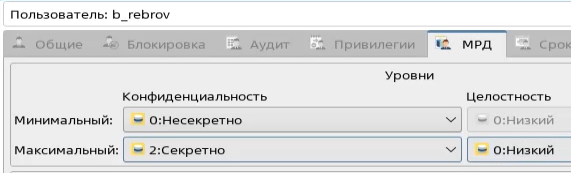 Пользователь: b_rebrov
Общие Блокировка Аудит Привилегии МРД Срок
Уровни
Конфиденциальность Целостность
Минимальный: 0:Несекретно 0:Низкий
Максимальный: 2:Секретно 0:Низкий